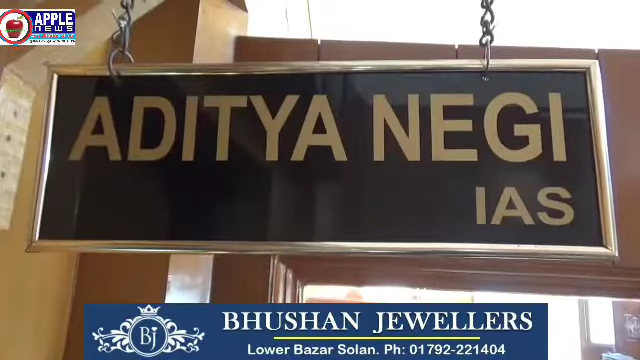 APPLE
NEWS
ADITYA NEGI
IAS
Bj
BHUSHAN JEWELLERS
Lower Bazar Solan. Ph: 01792-221404